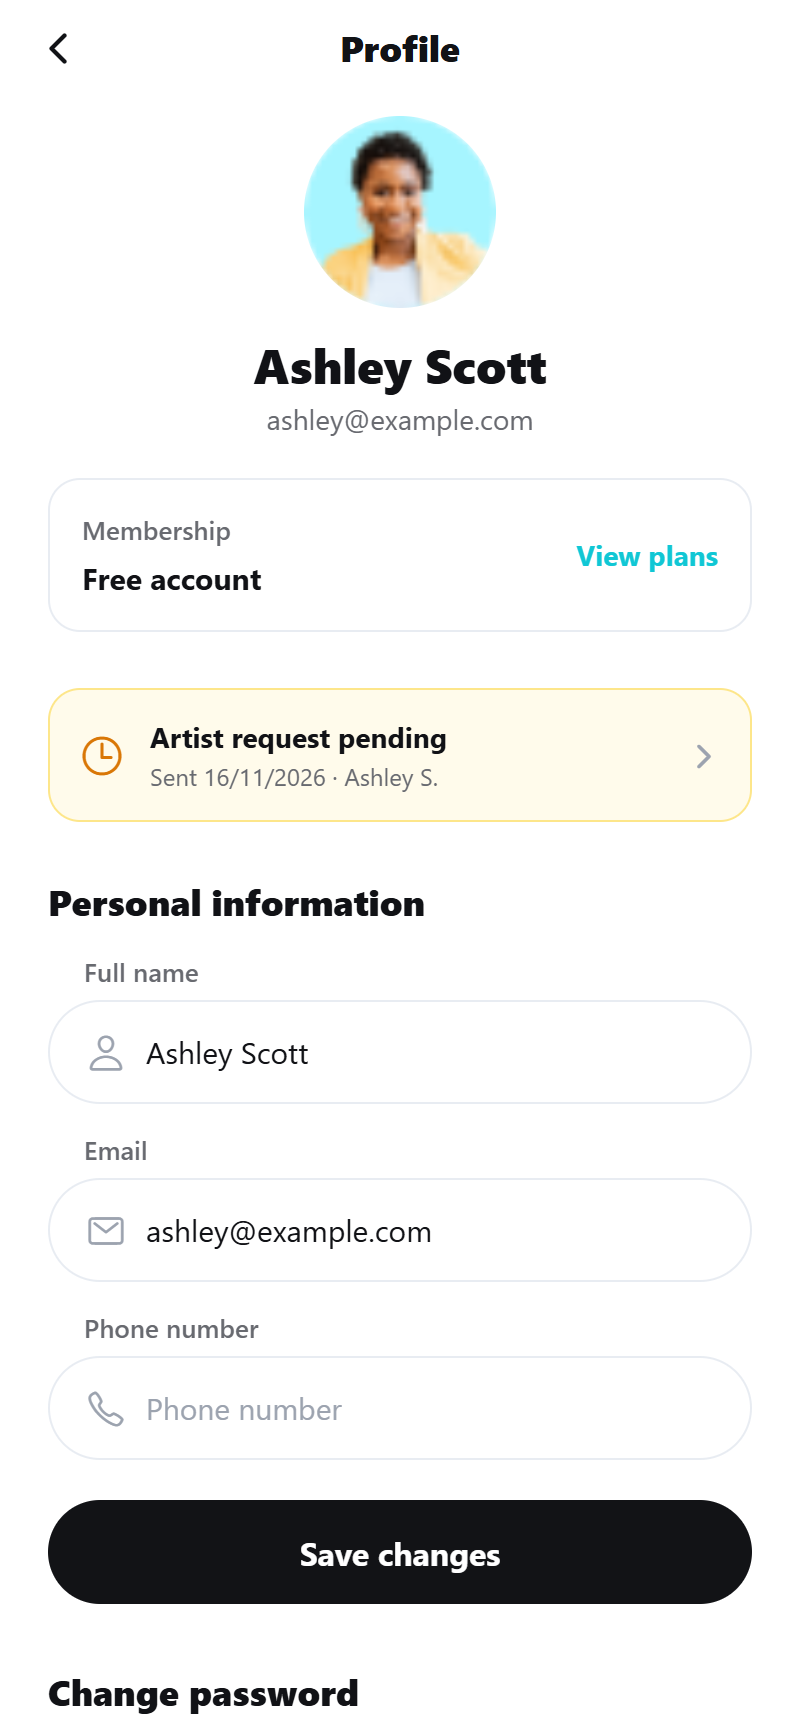 Profile
Ashley Scott
ashley@example.com
Membership
Free account
View plans
Artist request pending
Sent 16/11/2026 · Ashley S.
Personal information
Full name
Ashley Scott
Email
ashley@example.com
Phone number
Phone number
Save changes
Change password